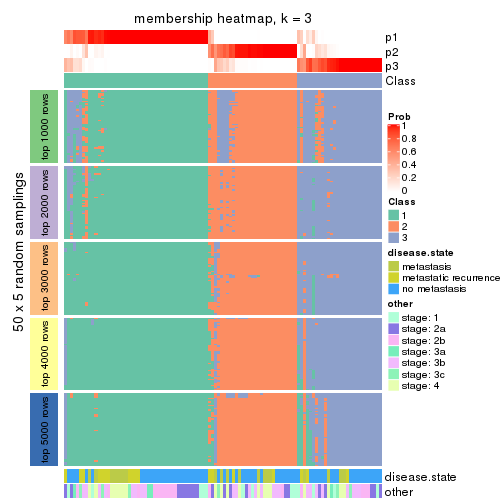 membership heatmap, k = 3
p1
p2
p3
Class
50 x 5 random samplings
top 1000 rows
top 2000 rows
top 3000 rows
top 4000 rows
top 5000 rows
disease.state
other
Prob
1
0.8
0.6
0.4
0.2
0
Class
1
2
3
disease.state
metastasis
metastatic recurrence
no metastasis
other
stage: 1
stage: 2a
stage: 2b
stage: 3a
stage: 3b
stage: 3c
stage: 4